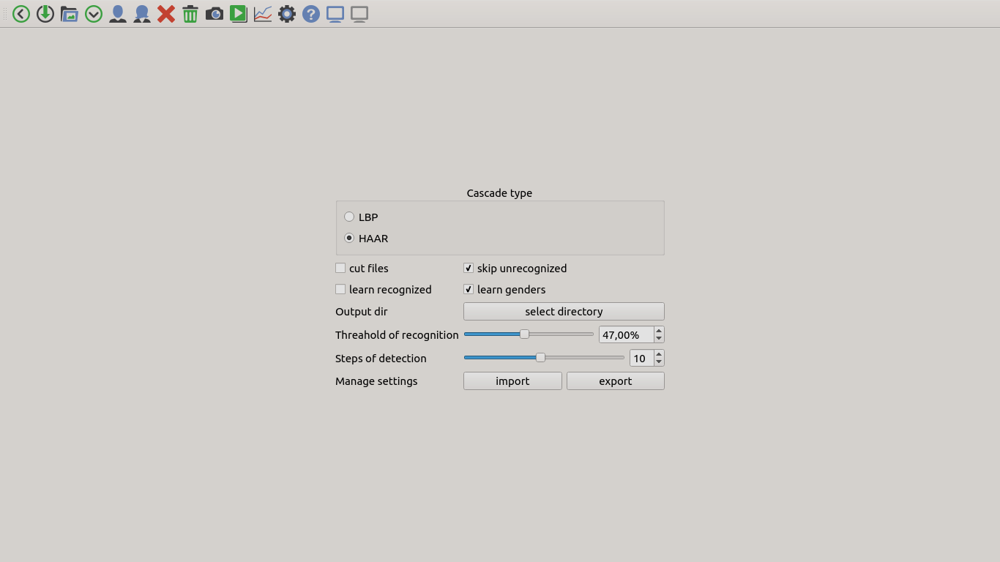 Cascade type
LBP
HAAR
cut files
skip unrecognized
learn recognized
learn genders
Output dir
select directory
Threahold of recognition
47,00%
Steps of detection
10
Manage settings
import
export